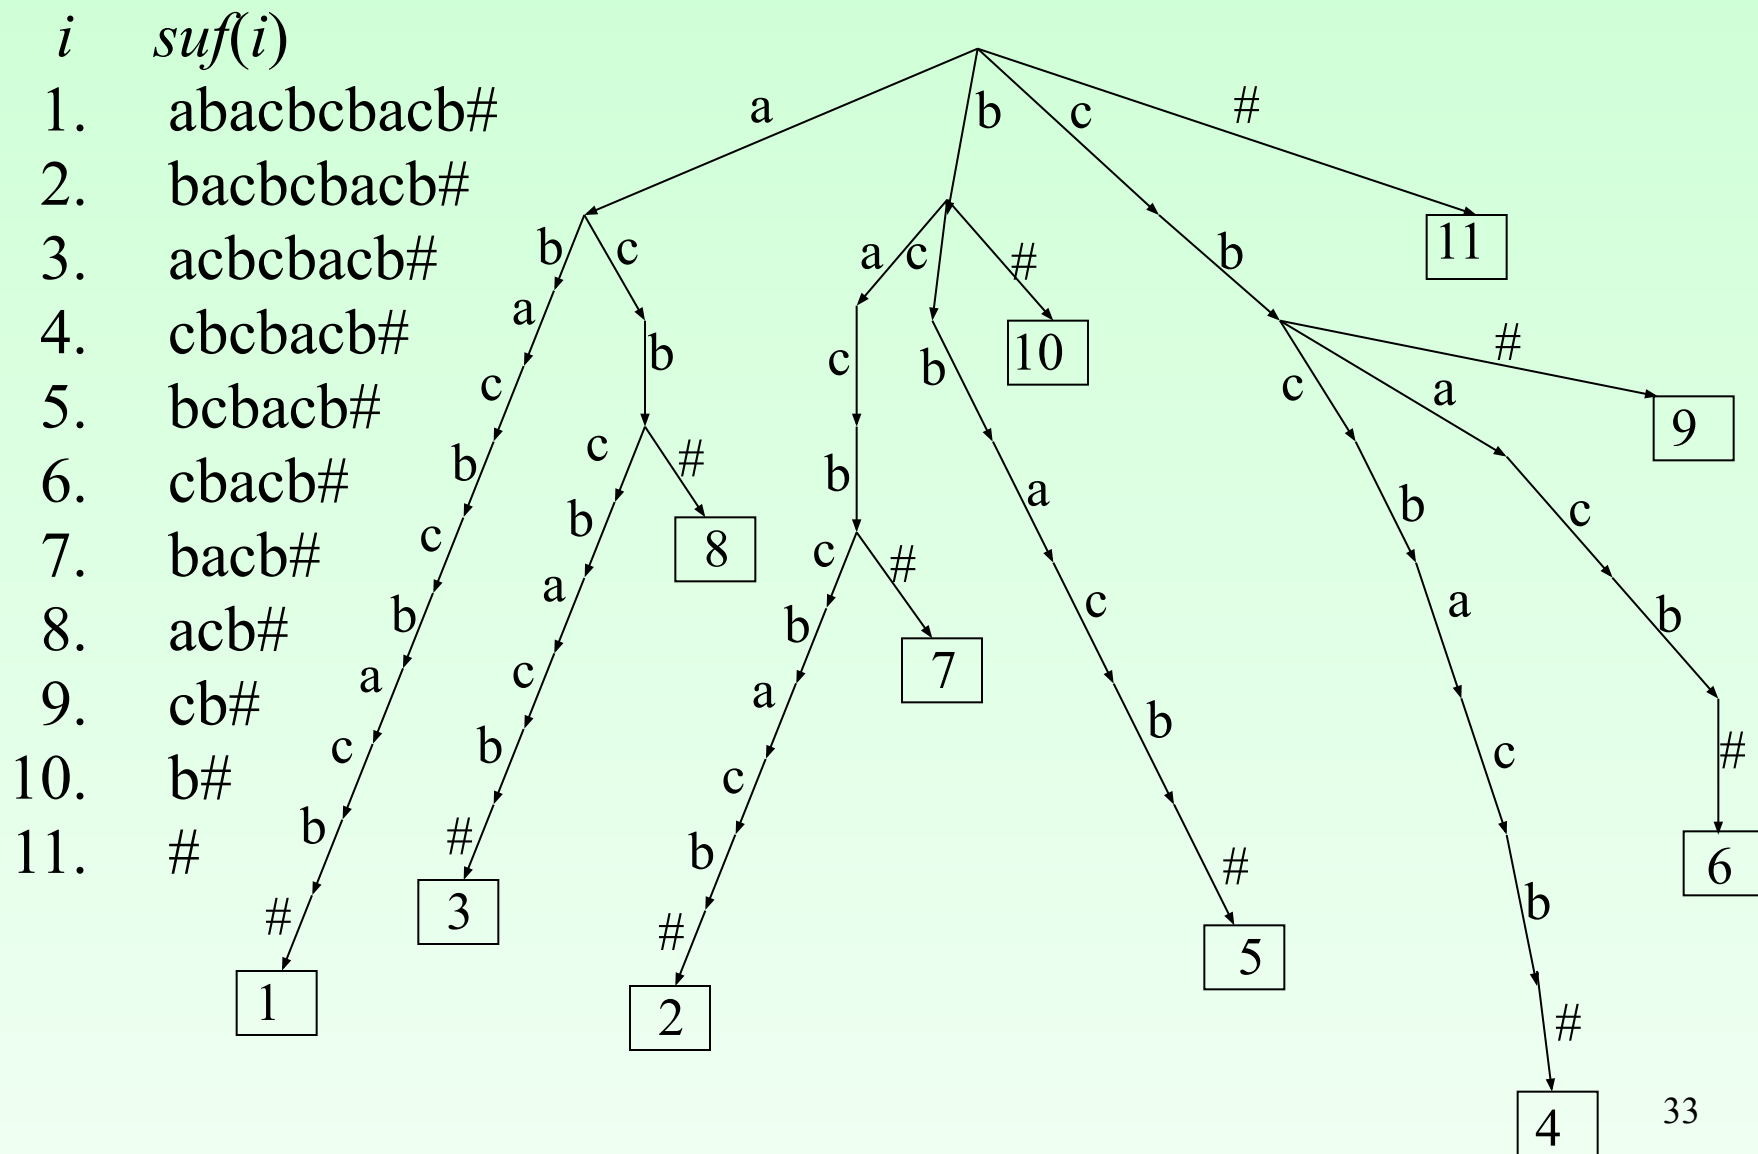 i suf(i)
1. abacbcbacb#
2. bacbcbacb#
3. acbcbacb#
4. cbcbacb#
5. bcbacb#
6. cbacb#
7. bacb#
8. acb#
9. cb#
10. b#
11. #
a b c #
b c a c # b 11
a b c b 10 c a # 9
c c # b a b c
b b 8 c # a c a b
c a 7 c b c #
b c b a b b 6
a b c # # 4
c # 3 b 5
b # 2
# 1
33